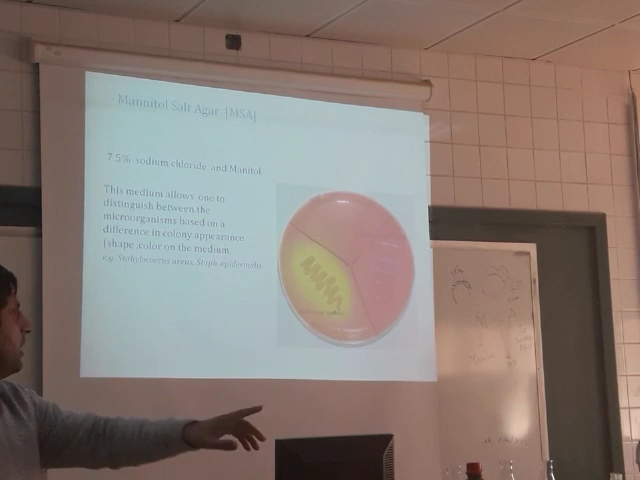 Mannitol Salt Agar [MSA]
7.5% sodium chloride and Manitol
This medium allows one to
distinguish between the
microorganisms based on a
difference in colony appearance
[shape ,color on the medium
e.g. Staphylococcus aureus, Staph. epidermidis